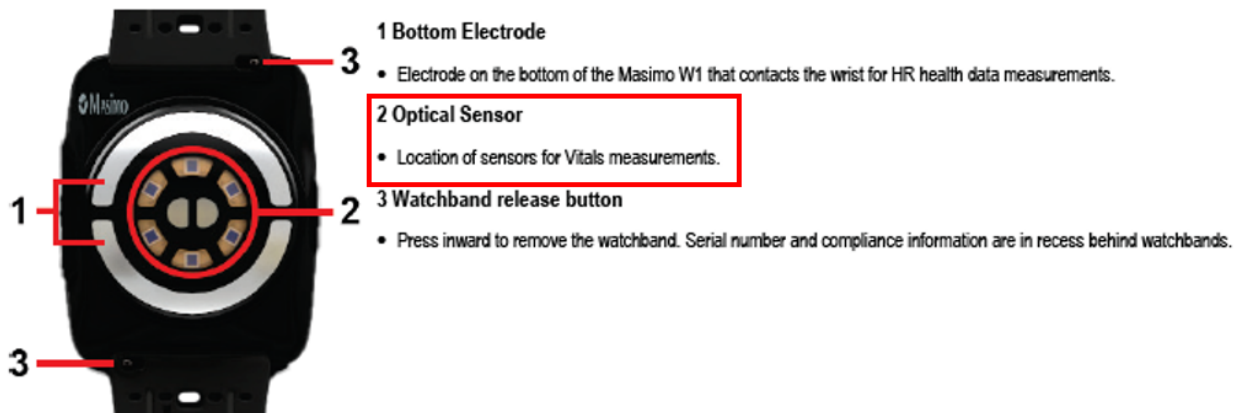 1 Bottom Electrode
3
• Electrode on the bottom of the Masimo W1 that contacts the wrist for HR health data measurements.
Masimo
2 Optical Sensor
• Location of sensors for Vitals measurements.
3 Watchband release button
1
2
• Press inward to remove the watchband. Serial number and compliance information are in recess behind watchbands.
3